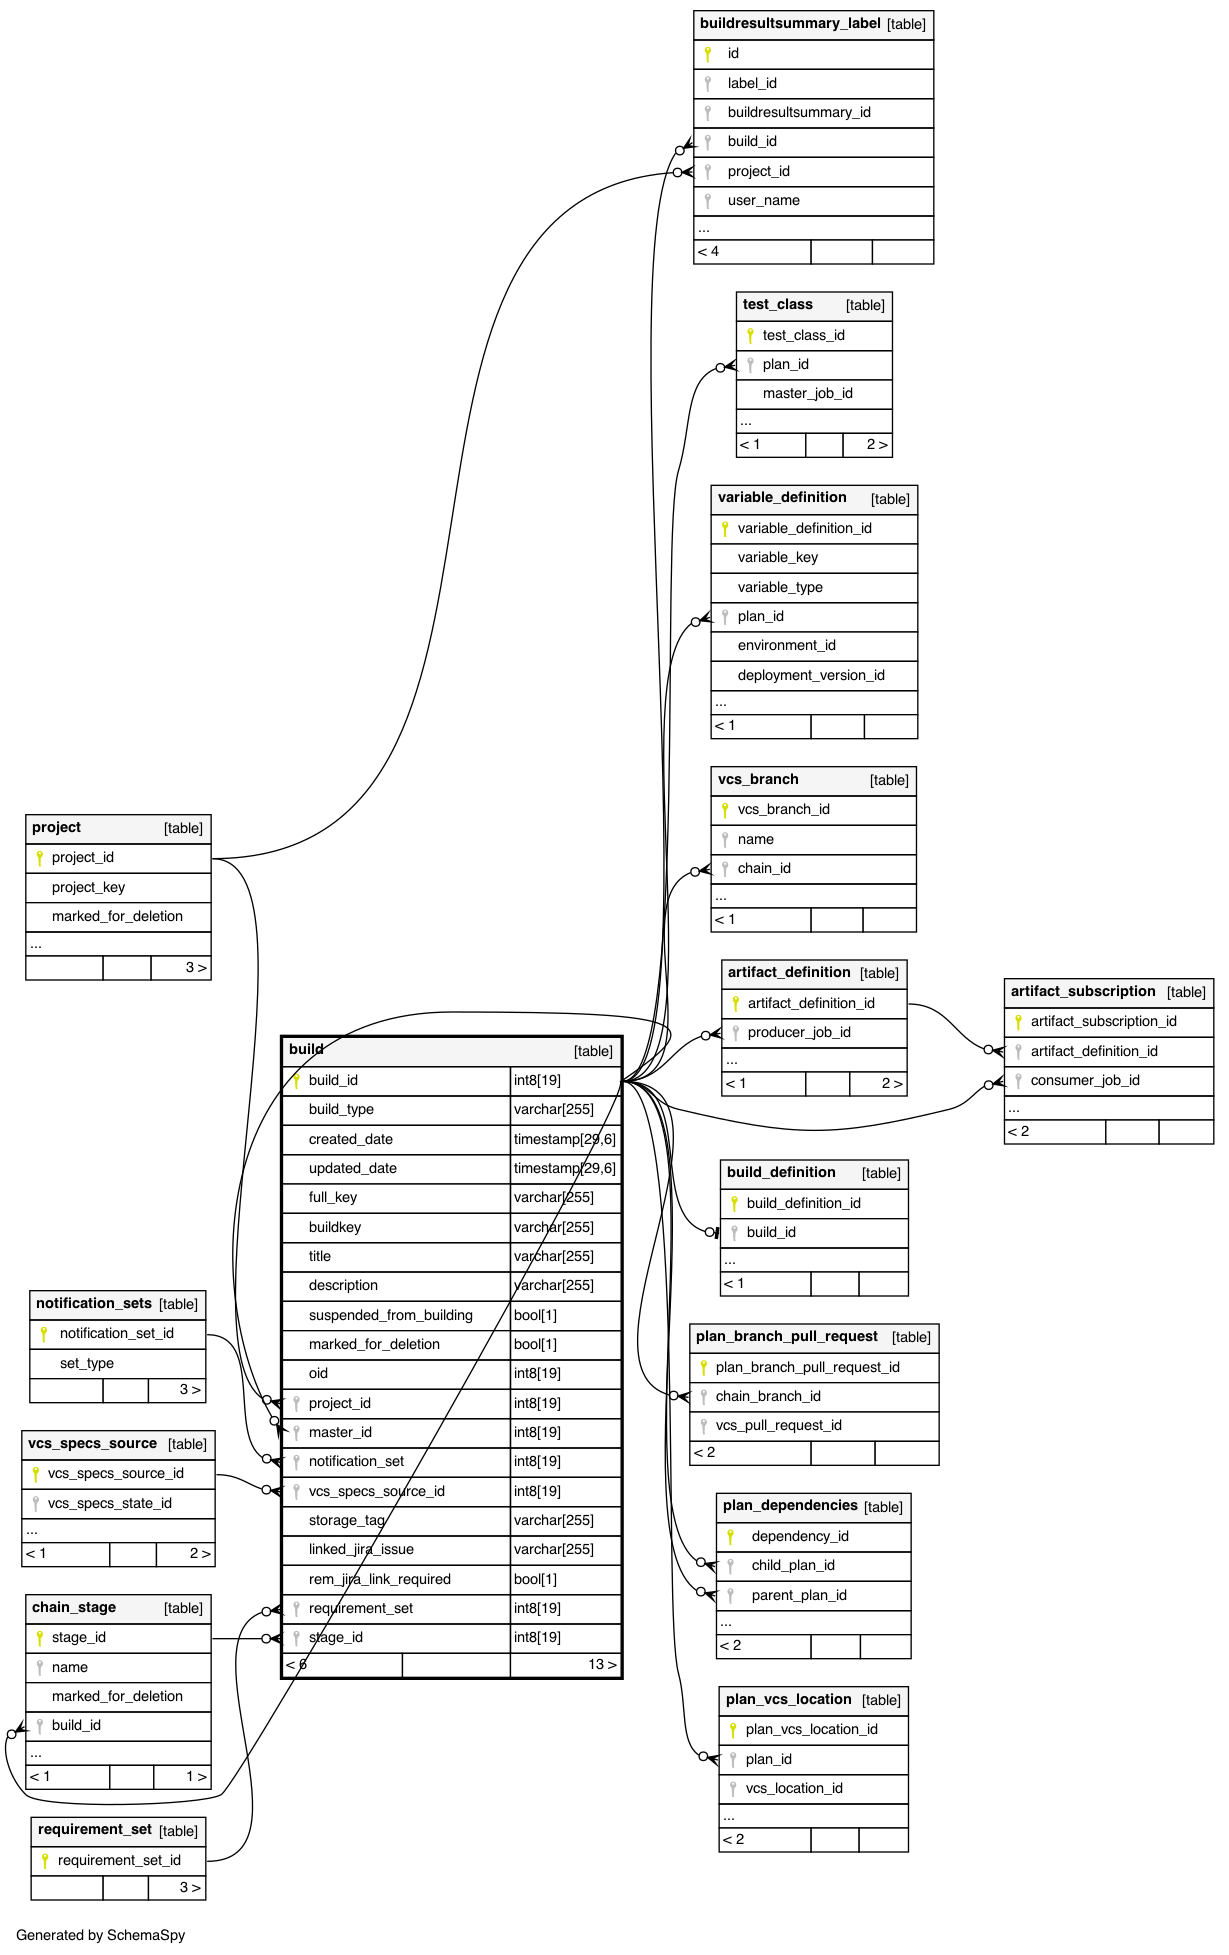 buildresultsummary_label [table]
id
label_id
buildresultsummary_id
build_id
project_id
user_name
...
< 4
test_class [table]
test_class_id
plan_id
master_job_id
...
< 1 2 >
variable_definition [table]
variable_definition_id
variable_key
variable_type
plan_id
environment_id
deployment_version_id
...
< 1
vcs_branch [table]
vcs_branch_id
name
chain_id
...
< 1
project [table]
project_id
project_key
marked_for_deletion
...
3 >
artifact_definition [table]
artifact_definition_id
producer_job_id
...
< 1 2 >
artifact_subscription [table]
artifact_subscription_id
artifact_definition_id
consumer_job_id
...
< 2
build [table]
build_id int8[19]
build_type varchar[255]
created_date timestamp[29,6]
updated_date timestamp[29,6]
full_key varchar[255]
buildkey varchar[255]
title varchar[255]
description varchar[255]
suspended_from_building bool[1]
marked_for_deletion bool[1]
oid int8[19]
project_id int8[19]
master_id int8[19]
notification_set int8[19]
vcs_specs_source_id int8[19]
storage_tag varchar[255]
linked_jira_issue varchar[255]
rem_jira_link_required bool[1]
requirement_set int8[19]
stage_id int8[19]
< 6 13 >
build_definition [table]
build_definition_id
build_id
...
< 1
notification_sets [table]
notification_set_id
set_type
3 >
plan_branch_pull_request [table]
plan_branch_pull_request_id
chain_branch_id
vcs_pull_request_id
< 2
vcs_specs_source [table]
vcs_specs_source_id
vcs_specs_state_id
...
< 1 2 >
plan_dependencies [table]
dependency_id
child_plan_id
parent_plan_id
...
< 2
chain_stage [table]
stage_id
name
marked_for_deletion
build_id
...
< 1 1 >
plan_vcs_location [table]
plan_vcs_location_id
plan_id
vcs_location_id
...
< 2
requirement_set [table]
requirement_set_id
3 >
Generated by SchemaSpy